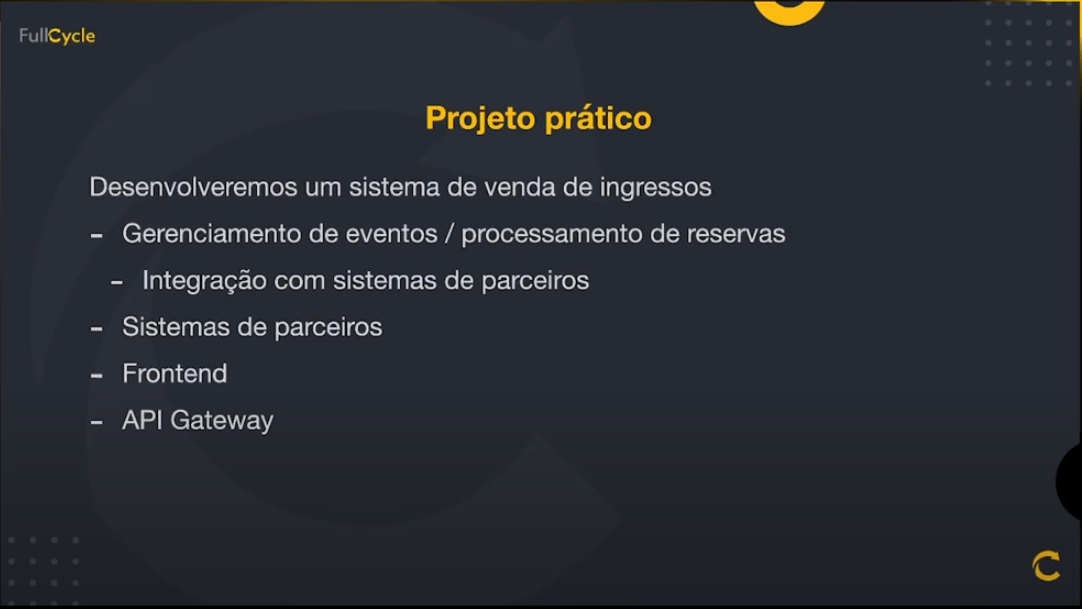 FullCycle
Projeto prático
Desenvolveremos um sistema de venda de ingressos
- Gerenciamento de eventos / processamento de reservas
- Integração com sistemas de parceiros
- Sistemas de parceiros
- Frontend
- API Gateway